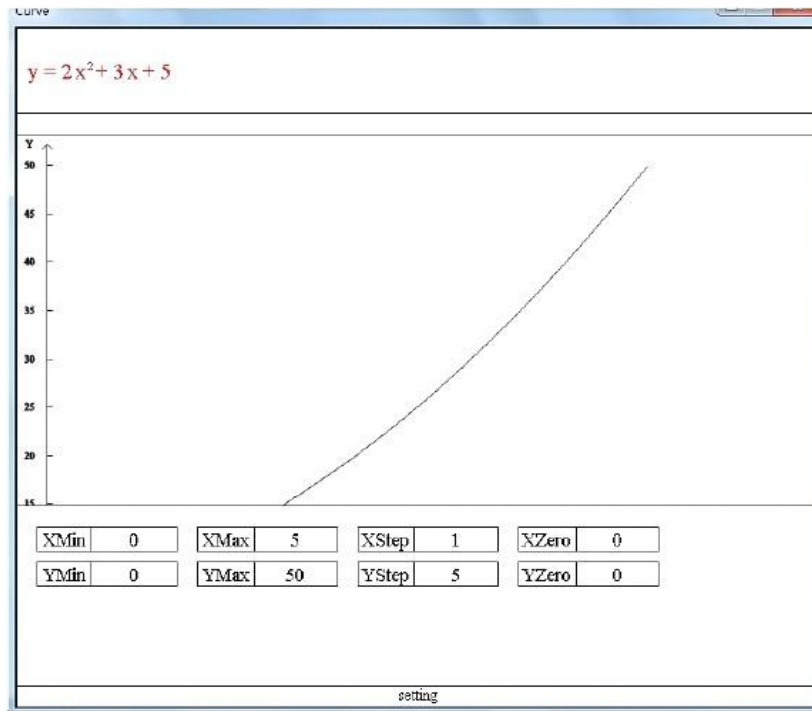 Curve
y = 2x²+ 3x + 5
Y
50
45
40
35
30
25
20
15
XMin 0 XMax 5 XStep 1 XZero 0
YMin 0 YMax 50 YStep 5 YZero 0
setting